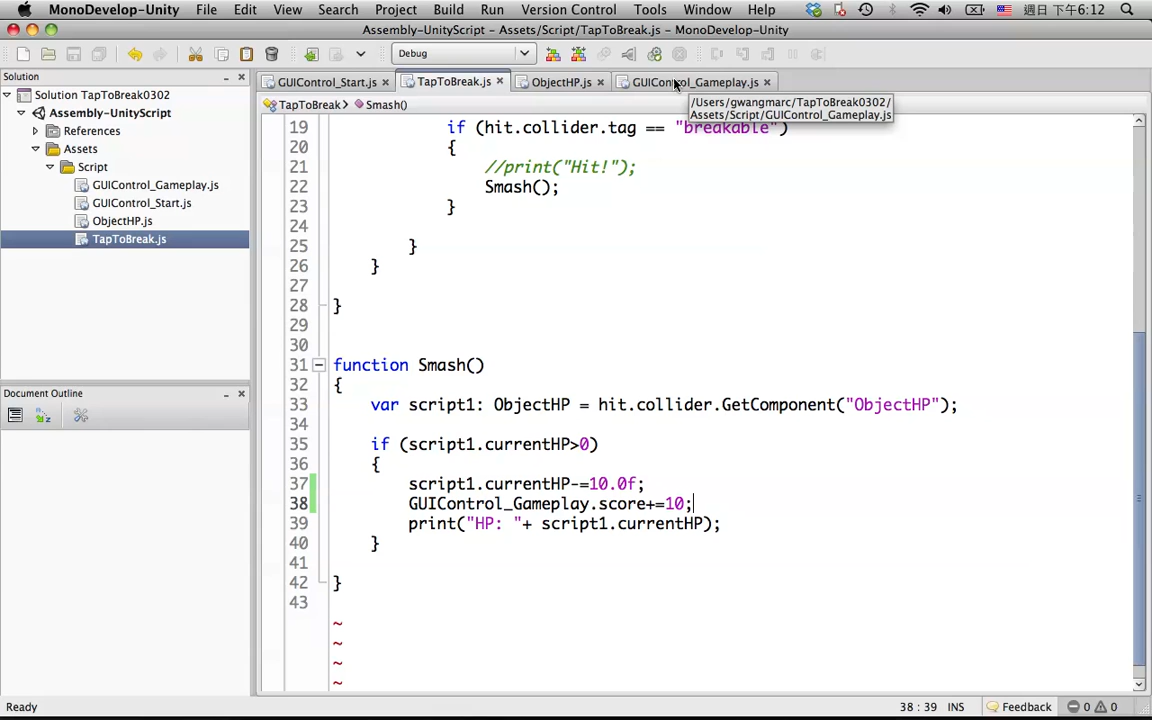 MonoDevelop-Unity File Edit View Search Project Build Run Version Control Tools Window Help 週日 下午6:12
Assembly-UnityScript – Assets/Script/TapToBreak.js – MonoDevelop-Unity
Debug
Solution
GUIControl_Start.js TapToBreak.js ObjectHP.js GUIControl_Gameplay.js
Solution TapToBreak0302
TapToBreak Smash()
/Users/gwangmarc/TapToBreak0302/
Assets/Script/GUIControl_Gameplay.js
Assembly-UnityScript
References
Assets
Script
GUIControl_Gameplay.js
GUIControl_Start.js
ObjectHP.js
TapToBreak.js
Document Outline
19 if (hit.collider.tag == "breakable")
20 {
21 //print("Hit!");
22 Smash();
23 }
24
25 }
26 }
27
28 }
29
30
31 function Smash()
32 {
33 var script1: ObjectHP = hit.collider.GetComponent("ObjectHP");
34
35 if (script1.currentHP>0)
36 {
37 script1.currentHP-=10.0f;
38 GUIControl_Gameplay.score+=10;
39 print("HP: "+ script1.currentHP);
40 }
41
42 }
43
~
~
~
~
Ready 38 : 39 INS Feedback 0 0